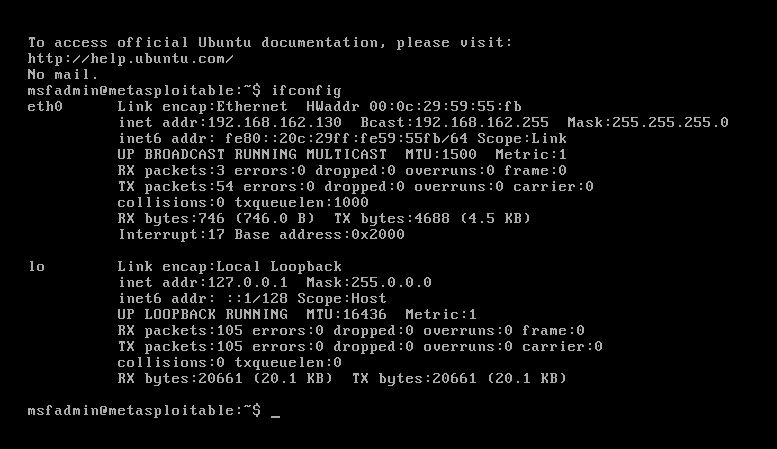 To access official Ubuntu documentation, please visit:
http://help.ubuntu.com/
No mail.
msfadmin@metasploitable:~$ ifconfig
eth0      Link encap:Ethernet  HWaddr 00:0c:29:59:55:fb
          inet addr:192.168.162.130  Bcast:192.168.162.255  Mask:255.255.255.0
          inet6 addr: fe80::20c:29ff:fe59:55fb/64 Scope:Link
          UP BROADCAST RUNNING MULTICAST  MTU:1500  Metric:1
          RX packets:3 errors:0 dropped:0 overruns:0 frame:0
          TX packets:54 errors:0 dropped:0 overruns:0 carrier:0
          collisions:0 txqueuelen:1000
          RX bytes:746 (746.0 B)  TX bytes:4688 (4.5 KB)
          Interrupt:17 Base address:0x2000

lo        Link encap:Local Loopback
          inet addr:127.0.0.1  Mask:255.0.0.0
          inet6 addr: ::1/128 Scope:Host
          UP LOOPBACK RUNNING  MTU:16436  Metric:1
          RX packets:105 errors:0 dropped:0 overruns:0 frame:0
          TX packets:105 errors:0 dropped:0 overruns:0 carrier:0
          collisions:0 txqueuelen:0
          RX bytes:20661 (20.1 KB)  TX bytes:20661 (20.1 KB)

msfadmin@metasploitable:~$ _